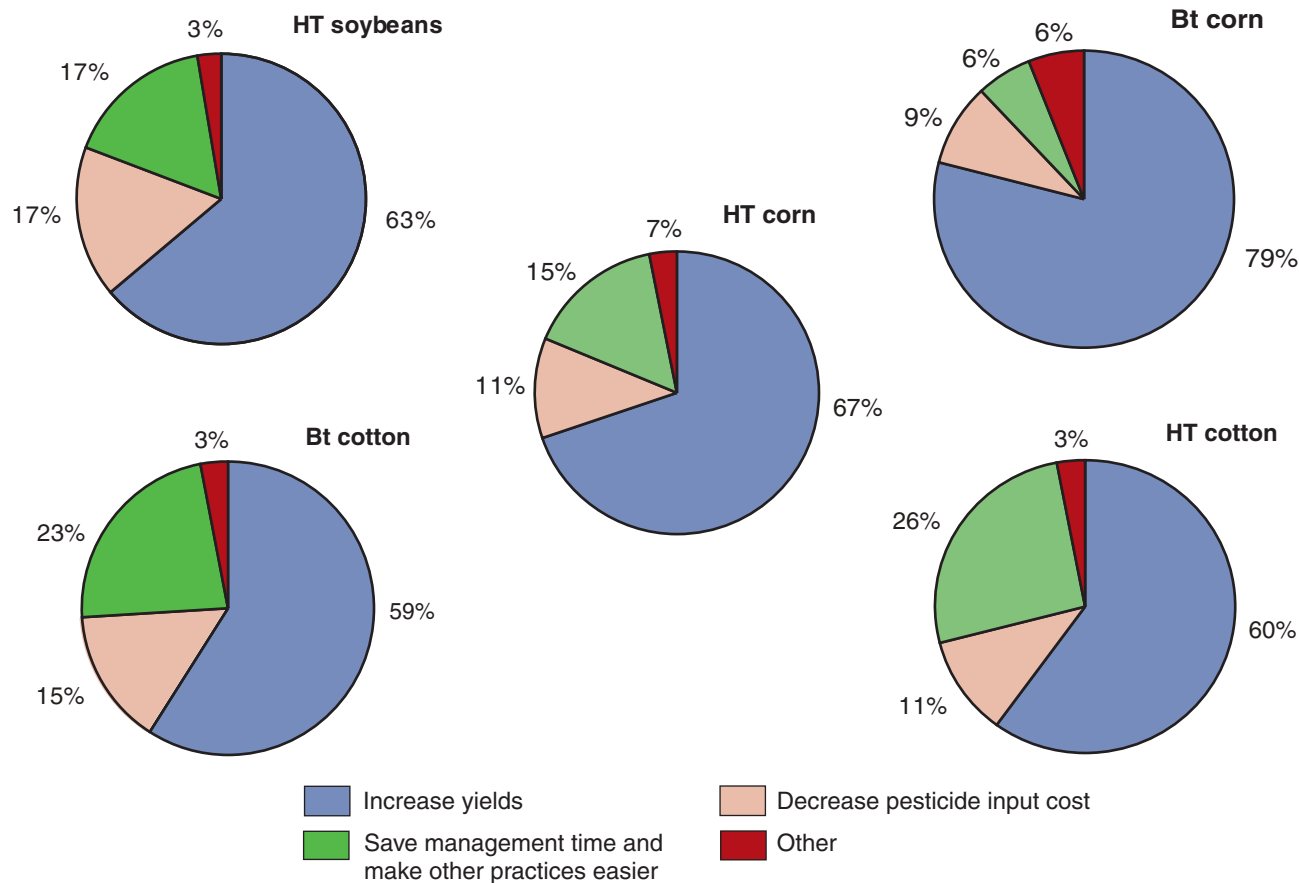 HT soybeans
3%
17%
17%
63%
Bt corn
6%
6%
9%
79%
HT corn
7%
15%
11%
67%
Bt cotton
3%
23%
15%
59%
HT cotton
3%
26%
11%
60%
Increase yields
Decrease pesticide input cost
Save management time and
make other practices easier
Other